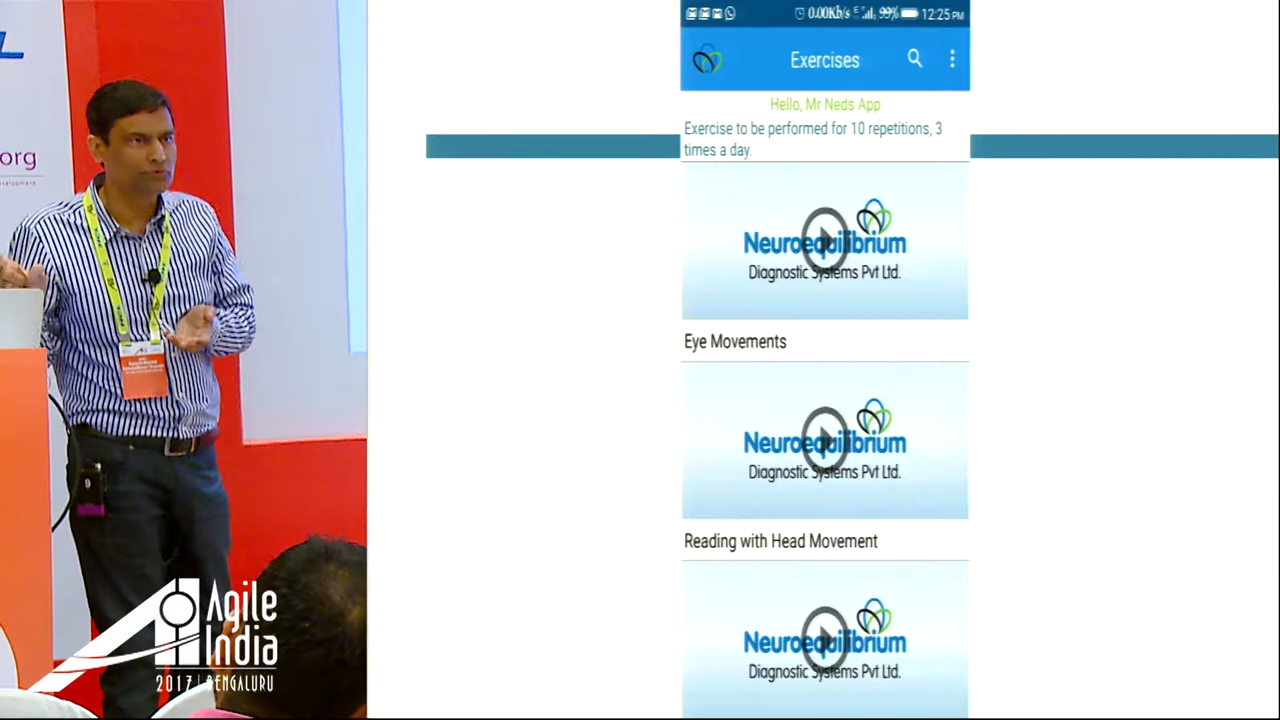 L
org
Agile
India
2017 | BENGALURU
0.00Kb/s
99%
12:25 PM
Exercises
Hello, Mr Neds App
Exercise to be performed for 10 repetitions, 3
times a day.
Neuroequilibrium
Diagnostic Systems Pvt Ltd.
Eye Movements
Neuroequilibrium
Diagnostic Systems Pvt Ltd.
Reading with Head Movement
Neuroequilibrium
Diagnostic Systems Pvt Ltd.